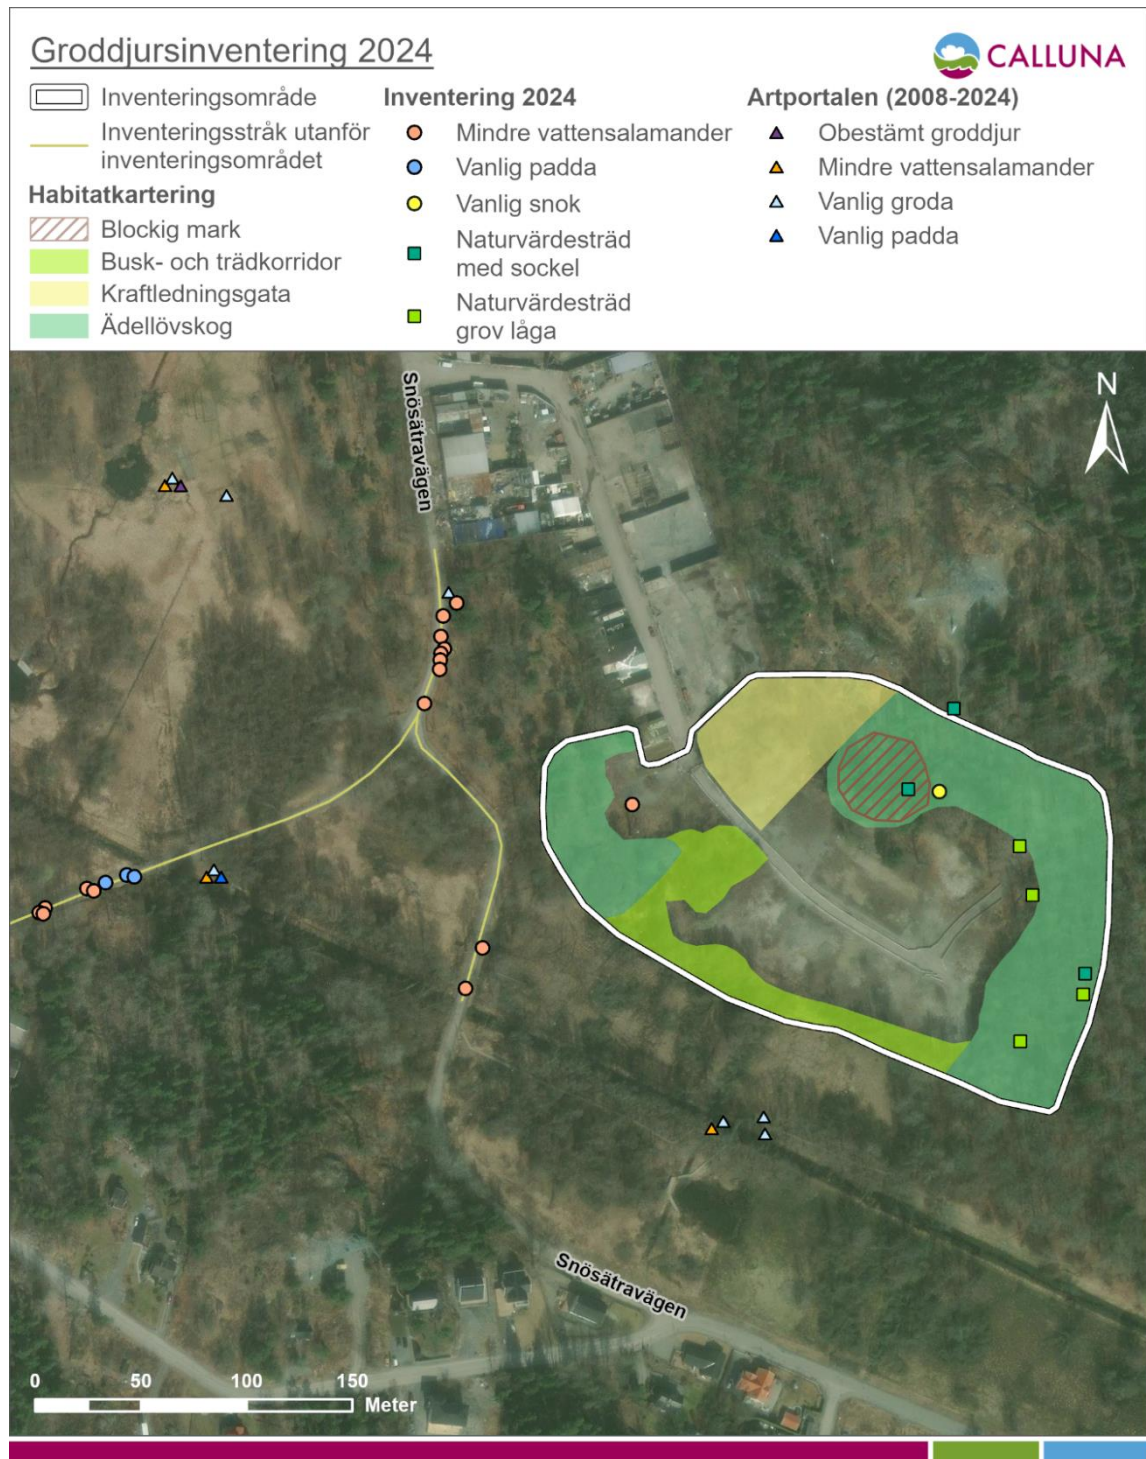 Groddjursinventering 2024
CALLUNA
Inventeringsområde
Inventeringsstråk utanför
inventeringsområdet
Habitatkartering
Blockig mark
Busk- och trädkorridor
Kraftledningsgata
Ädellövskog
Inventering 2024
Mindre vattensalamander
Vanlig padda
Vanlig snok
Naturvärdesträd
med sockel
Naturvärdesträd
grov låga
Artportalen (2008-2024)
Obestämt groddjur
Mindre vattensalamander
Vanlig groda
Vanlig padda
Snösätravägen
N
Snösätravägen
0 50 100 150
Meter